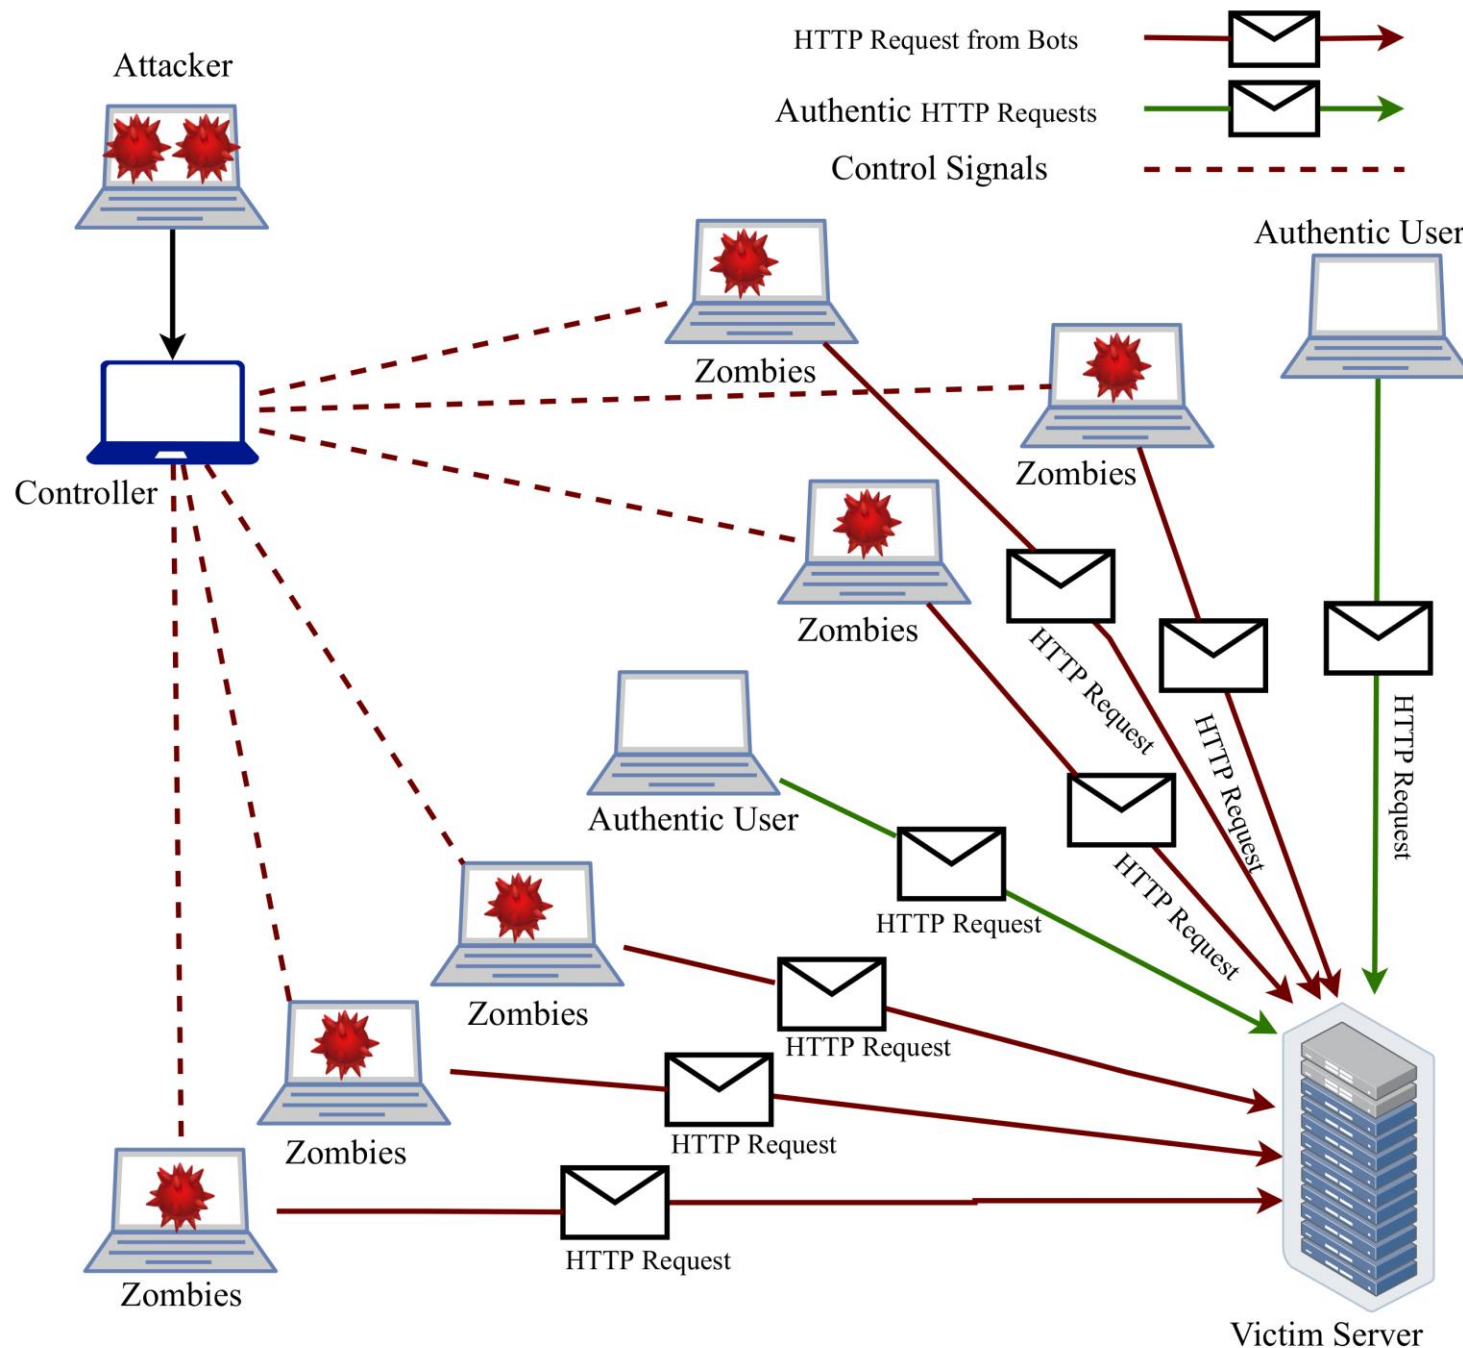 HTTP Request from Bots
Attacker
Authentic HTTP Requests
Control Signals
Authentic User
Zombies
Zombies
Controller
Zombies
HTTP Request
HTTP Request
HTTP Request
Authentic User
HTTP Request
HTTP Request
Zombies
HTTP Request
Zombies
HTTP Request
HTTP Request
Zombies
Victim Server